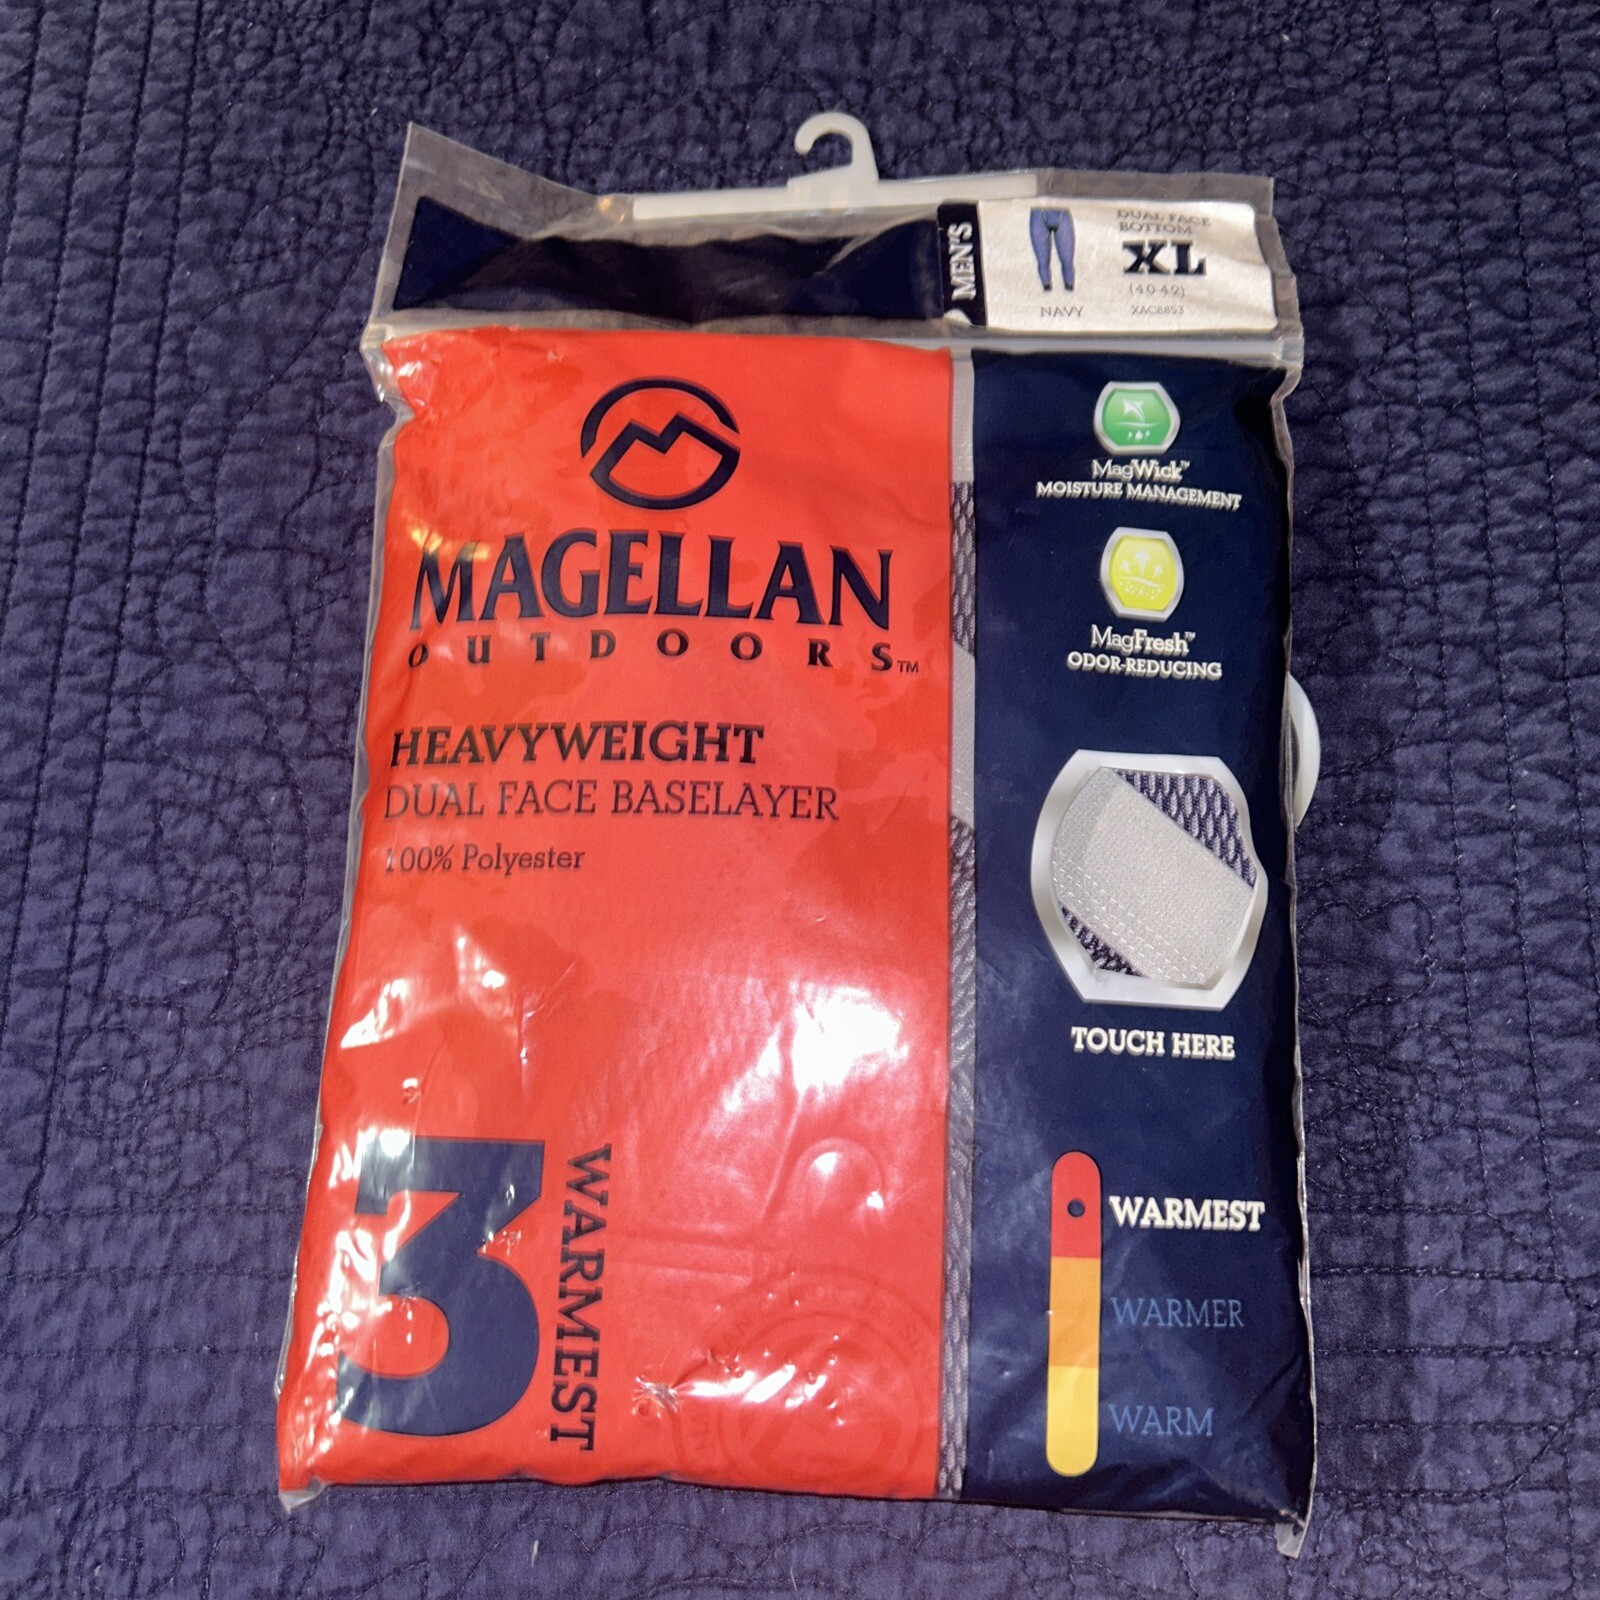 MEN'S
DUAL FACE
BOTTOM
XL
(40-42)
NAVY
XAC8853
MAGELLAN
OUTDOORS™
HEAVYWEIGHT
DUAL FACE BASELAYER
100% Polyester
3
WARMEST
MagWick™
MOISTURE MANAGEMENT
MagFresh™
ODOR-REDUCING
TOUCH HERE
WARMEST
WARMER
WARM